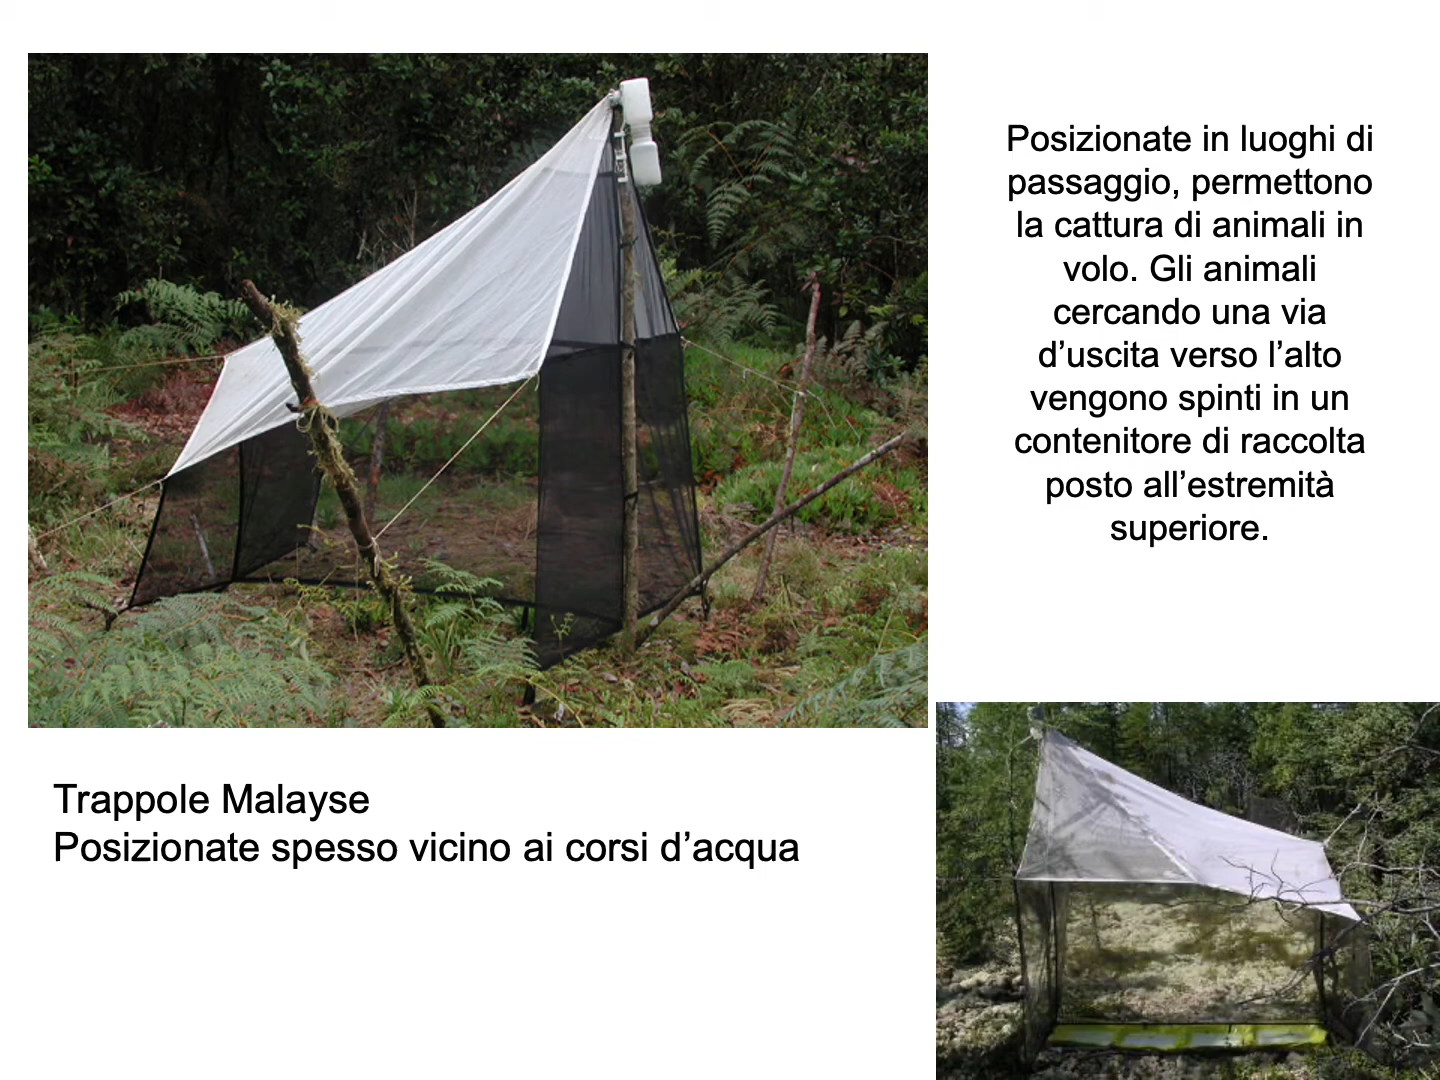 Posizionate in luoghi di
passaggio, permettono
la cattura di animali in
volo. Gli animali
cercando una via
d’uscita verso l’alto
vengono spinti in un
contenitore di raccolta
posto all’estremità
superiore.
Trappole Malayse
Posizionate spesso vicino ai corsi d’acqua